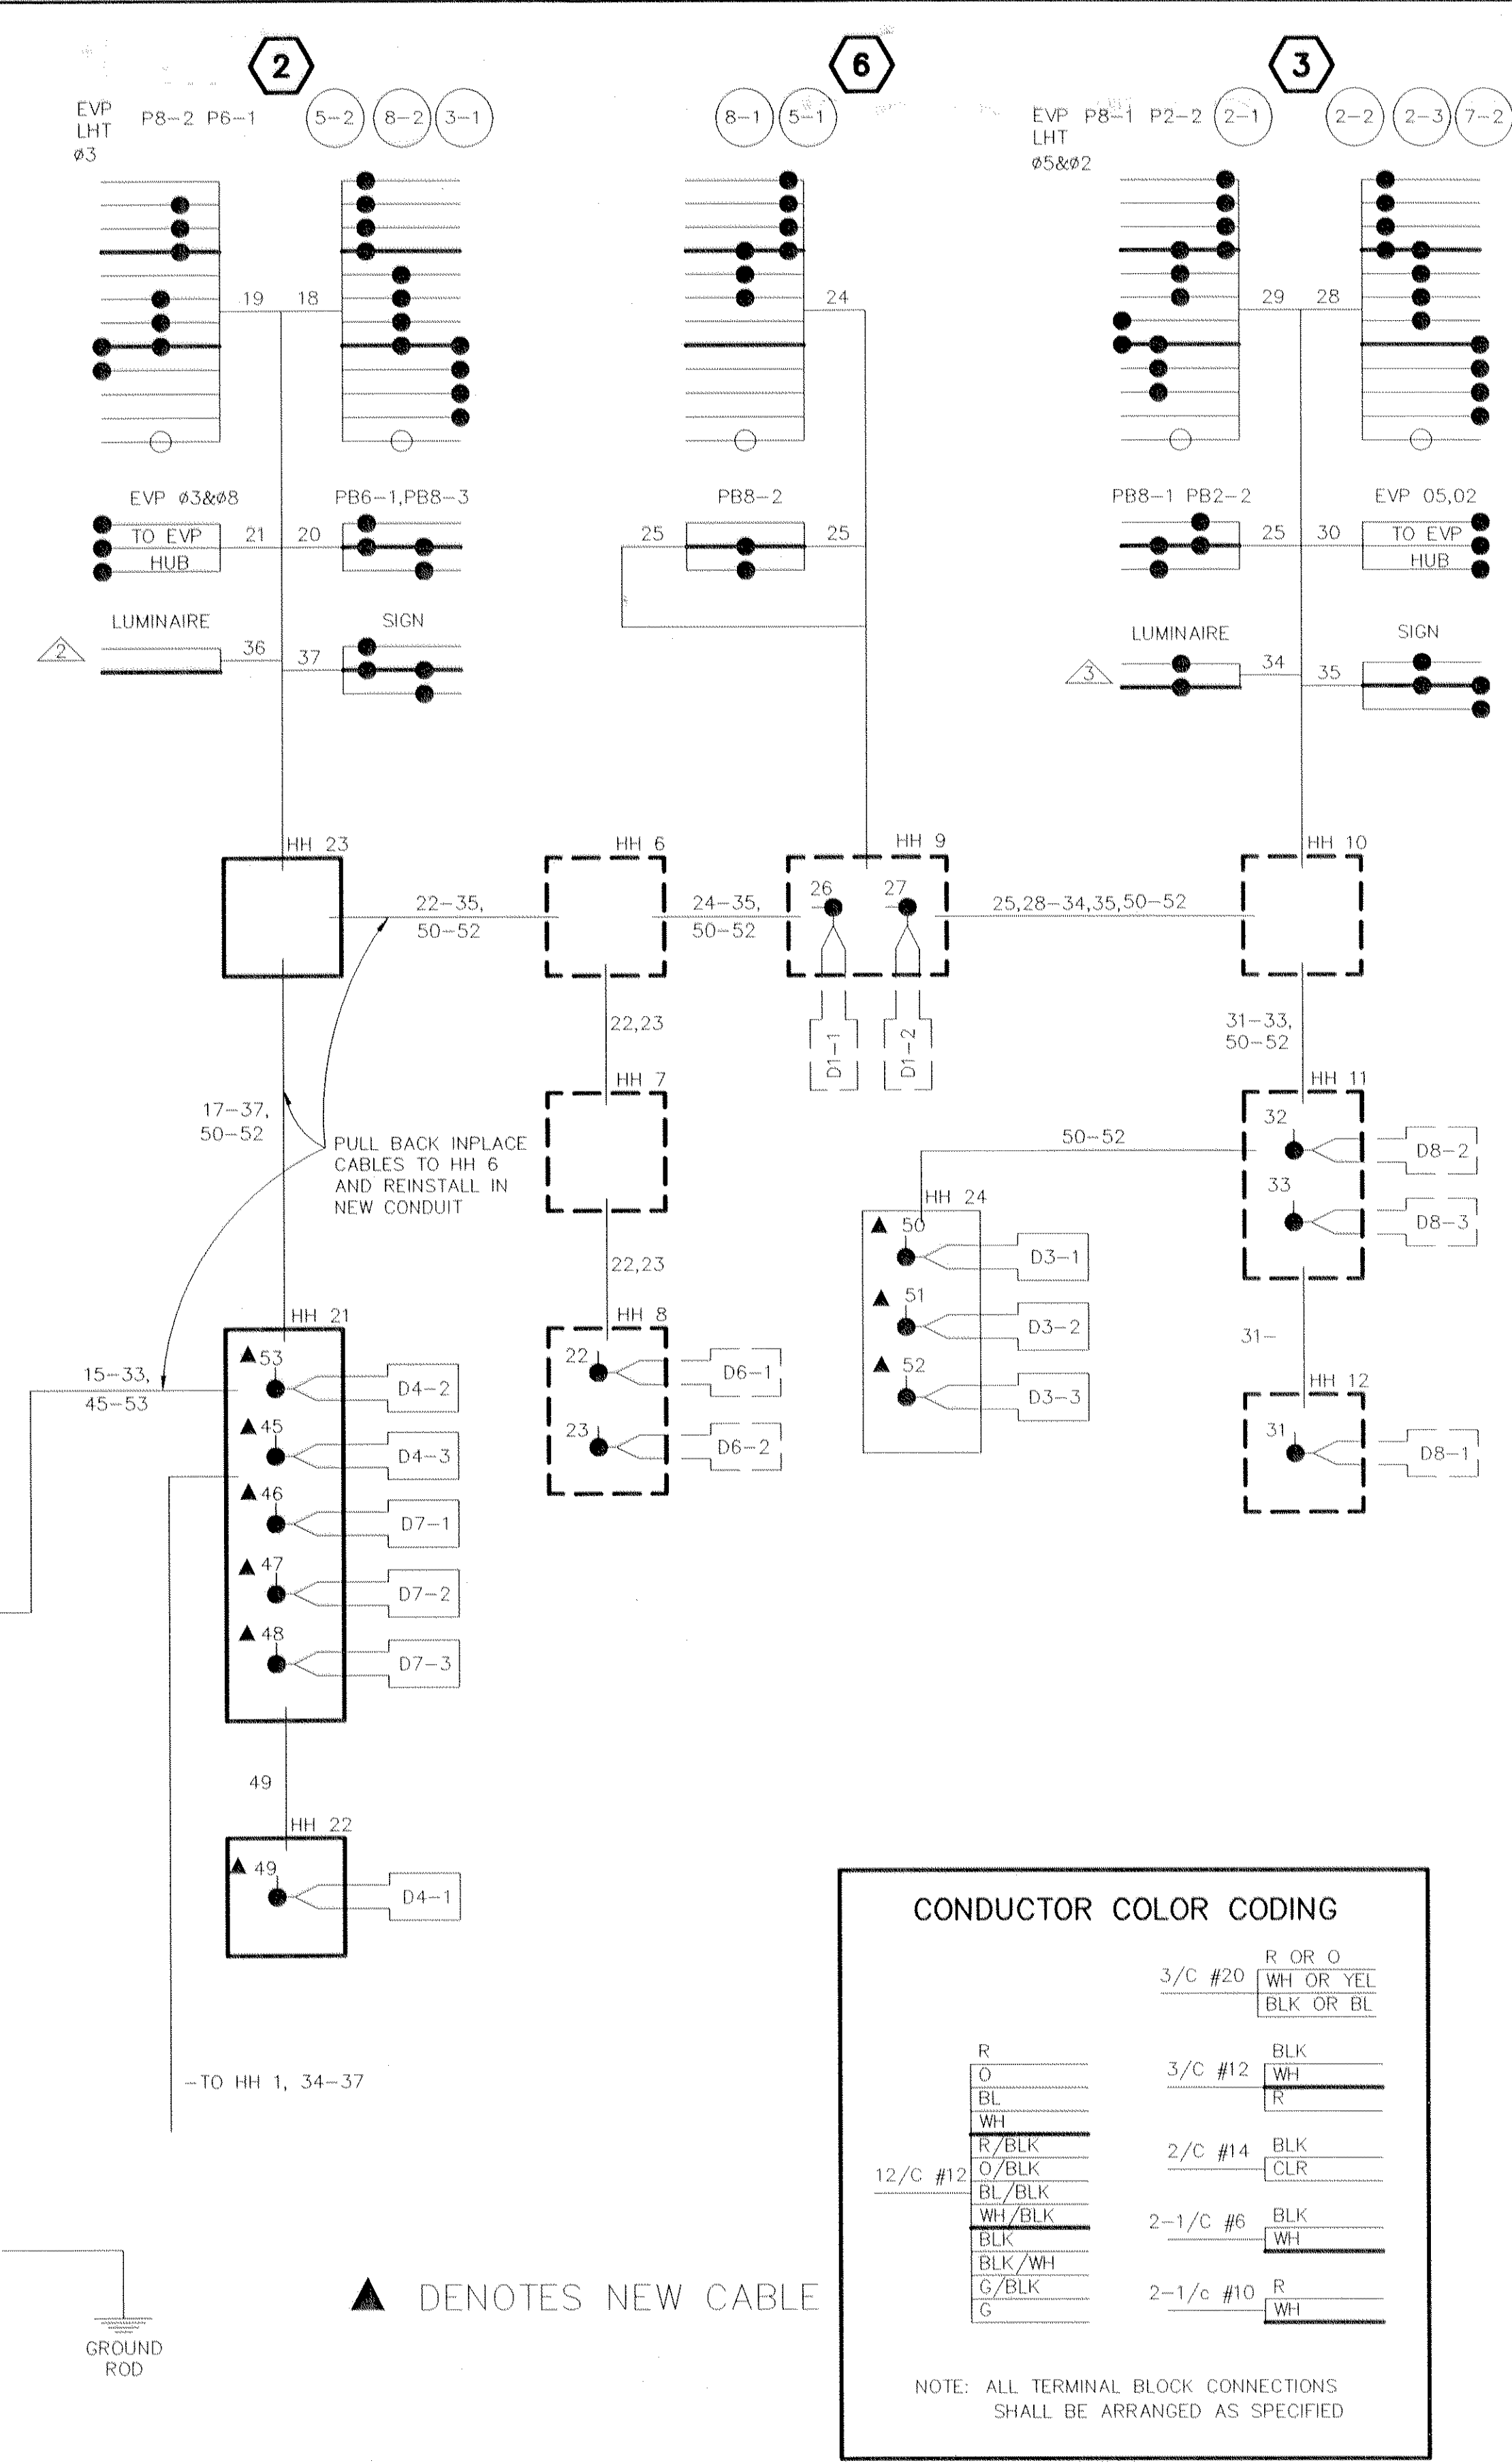 2
6
3
EVP LHT ø3
P8-2 P6-1
5-2 8-2 3-1
8-1 5-1
EVP LHT ø5&ø2
P8-1 P2-2
2-1
2-2 2-3 7-2
19 18
24
29 28
EVP ø3&ø8
PB6-1,PB8-3
PB8-2
PB8-1 PB2-2
EVP 05,02
TO EVP HUB
21 20
25 25
25 30
TO EVP HUB
LUMINAIRE
SIGN
LUMINAIRE
SIGN
2
36
37
3
34
35
HH 23
HH 6
HH 9
HH 10
22-35,
50-52
24-35,
50-52
26 27
25,28-34,35,50-52
D1-1
D1-2
22,23
31-33,
50-52
HH 7
HH 11
17-37,
50-52
PULL BACK INPLACE
CABLES TO HH 6
AND REINSTALL IN
NEW CONDUIT
50-52
32
D8-2
33
D8-3
HH 24
50
D3-1
51
D3-2
52
D3-3
22,23
31-
HH 21
HH 8
HH 12
15-33,
45-53
53
D4-2
45
D4-3
46
D7-1
47
D7-2
48
D7-3
22
D6-1
23
D6-2
31
D8-1
49
HH 22
49
D4-1
-TO HH 1, 34-37
GROUND
ROD
DENOTES NEW CABLE
CONDUCTOR COLOR CODING
3/C #20
R OR O
WH OR YEL
BLK OR BL
12/C #12
R
O
BL
WH
R/BLK
O/BLK
BL/BLK
WH/BLK
BLK
BLK/WH
G/BLK
G
3/C #12
BLK
WH
R
2/C #14
BLK
CLR
2-1/C #6
BLK
WH
2-1/c #10
R
WH
NOTE: ALL TERMINAL BLOCK CONNECTIONS
SHALL BE ARRANGED AS SPECIFIED